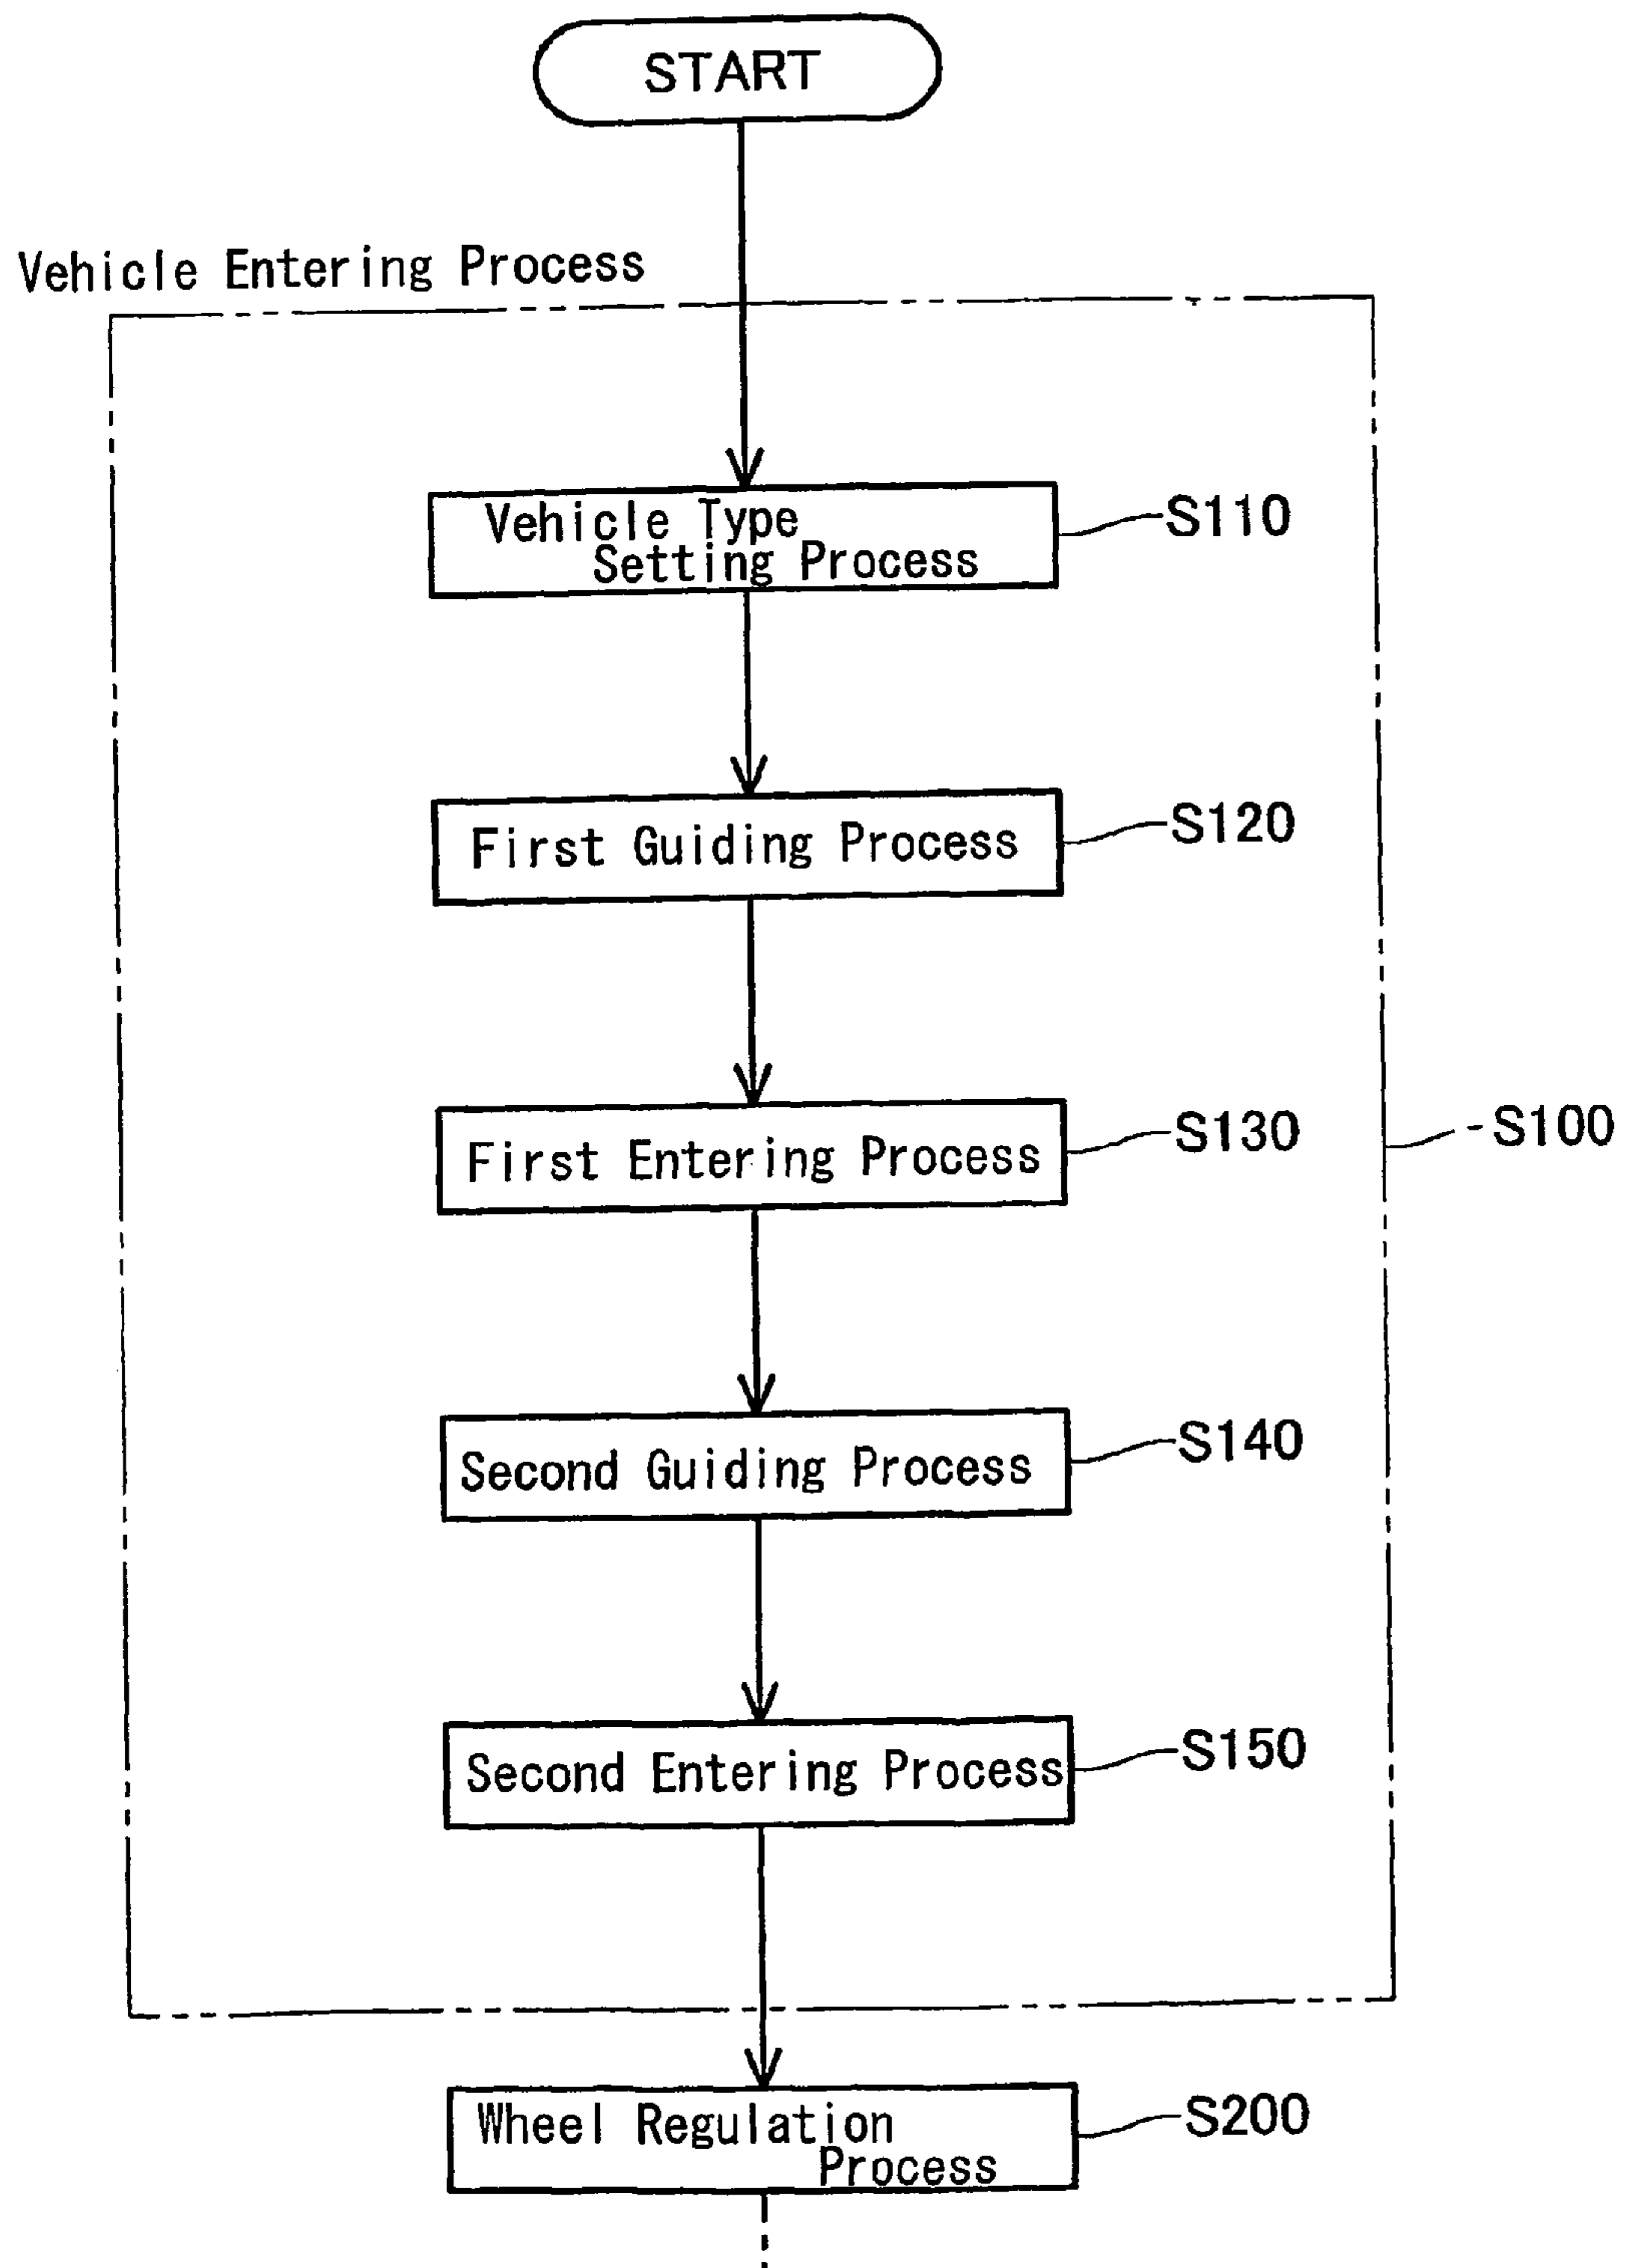 START
Vehicle Entering Process
Vehicle Type
Setting Process
S110
First Guiding Process
S120
First Entering Process
S130
S100
Second Guiding Process
S140
Second Entering Process
S150
Wheel Regulation
Process
S200